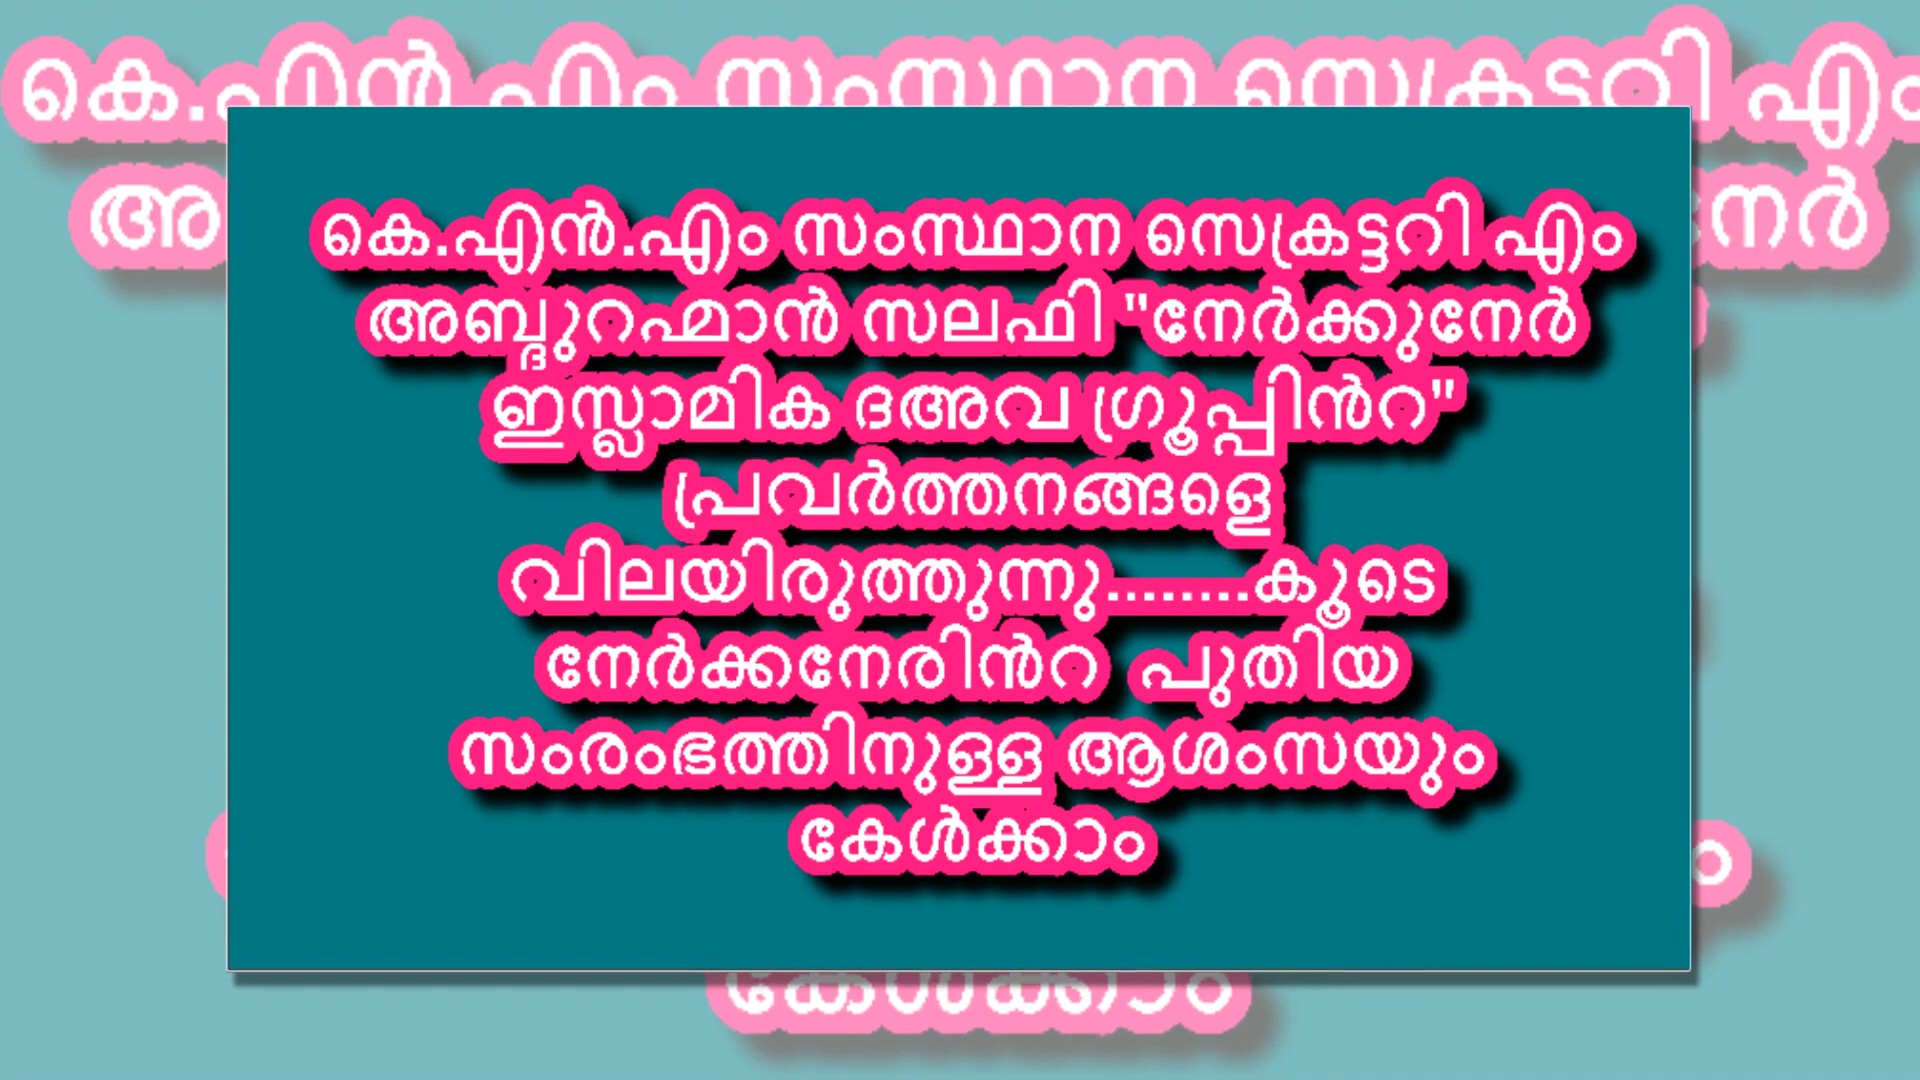 കെ.എൻ.എം സംസ്ഥാന സെക്രട്ടറി എം
അബ്ദുറഹ്മാൻ സലഫി "നേർക്കുനേർ
ഇസ്ലാമിക ദഅവ ഗ്രൂപ്പിൻറ"
പ്രവർത്തനങ്ങളെ
വിലയിരുത്തുന്നു........കൂടെ
നേർക്കനേരിൻറ പുതിയ
സംരംഭത്തിനുള്ള ആശംസയും
കേൾക്കാം